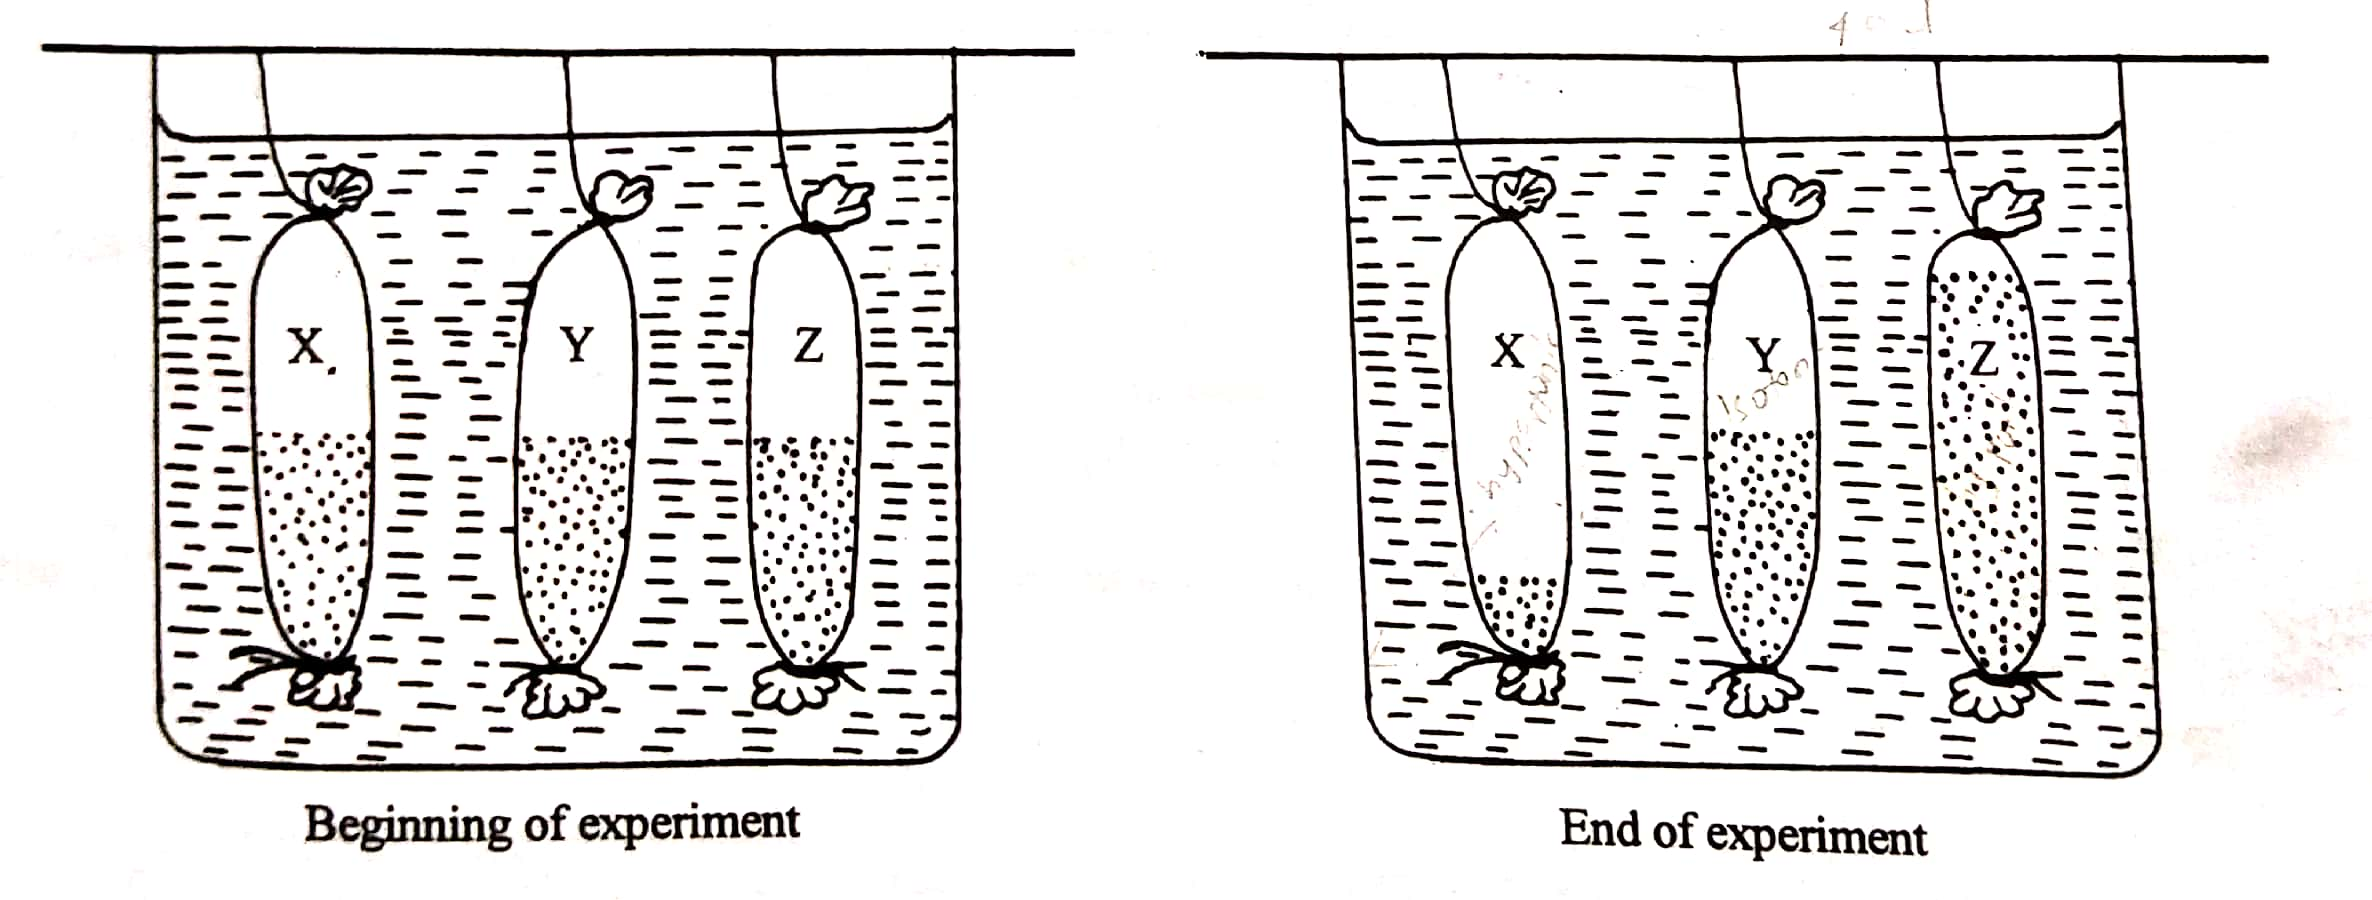 X
Y
Z
Beginning of experiment
X
Y
Z
End of experiment